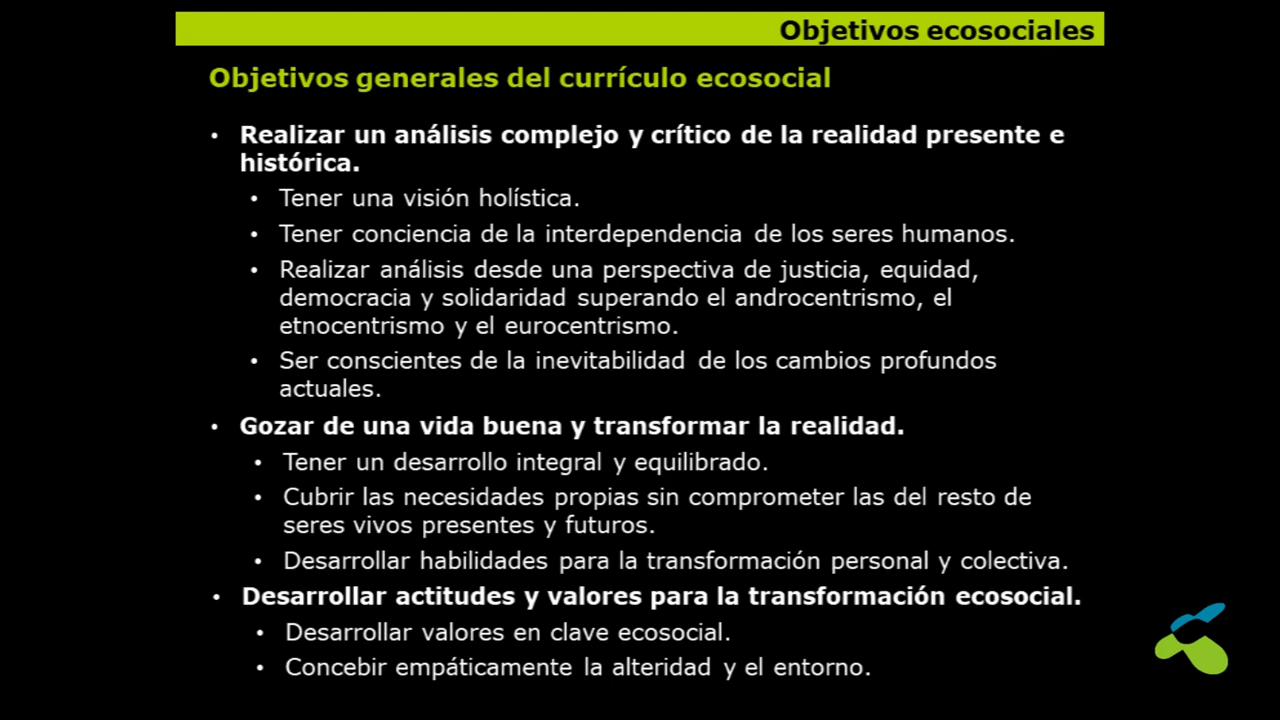 Objetivos ecosociales
Objetivos generales del currículo ecosocial
• Realizar un análisis complejo y crítico de la realidad presente e
histórica.
• Tener una visión holística.
• Tener conciencia de la interdependencia de los seres humanos.
• Realizar análisis desde una perspectiva de justicia, equidad,
democracia y solidaridad superando el androcentrismo, el
etnocentrismo y el eurocentrismo.
• Ser conscientes de la inevitabilidad de los cambios profundos
actuales.
• Gozar de una vida buena y transformar la realidad.
• Tener un desarrollo integral y equilibrado.
• Cubrir las necesidades propias sin comprometer las del resto de
seres vivos presentes y futuros.
• Desarrollar habilidades para la transformación personal y colectiva.
• Desarrollar actitudes y valores para la transformación ecosocial.
• Desarrollar valores en clave ecosocial.
• Concebir empáticamente la alteridad y el entorno.